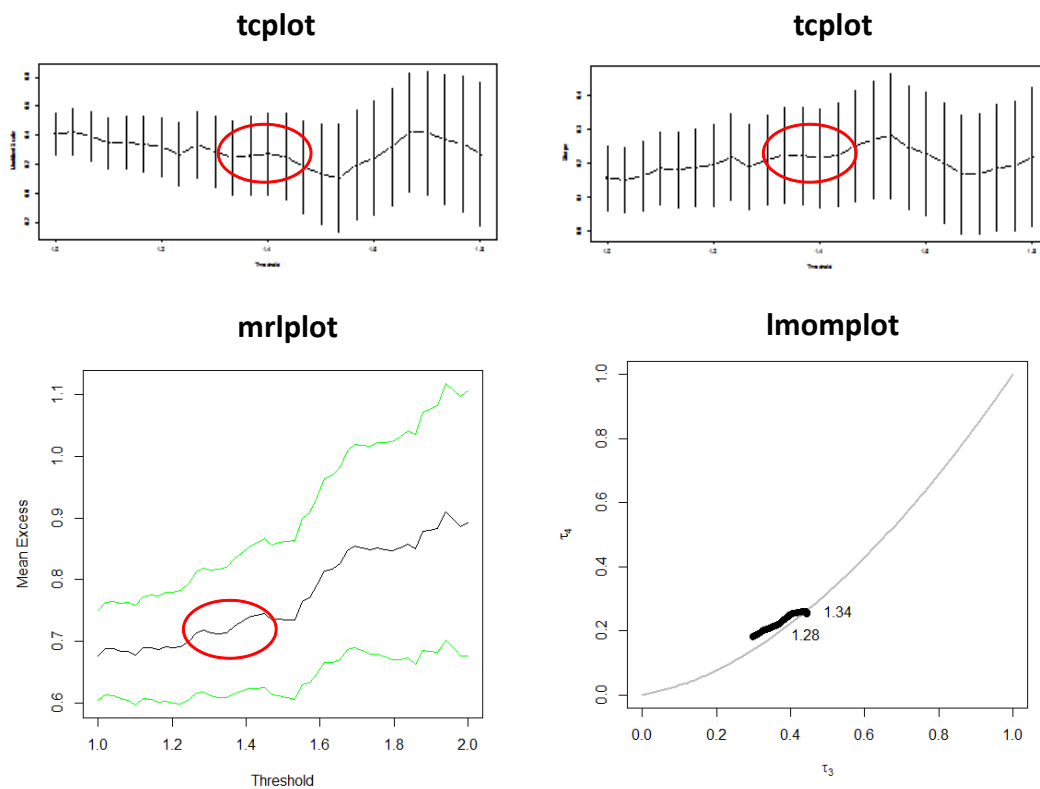 tcplot
Threshold
tcplot
Shape
Threshold
mrlplot
Mean Excess
1.1
1.0
0.9
0.8
0.7
0.6
1.0 1.2 1.4 1.6 1.8 2.0
Threshold
lmomplot
τ4
1.0
0.8
0.6
0.4
0.2
0.0
1.34
1.28
0.0 0.2 0.4 0.6 0.8 1.0
τ3